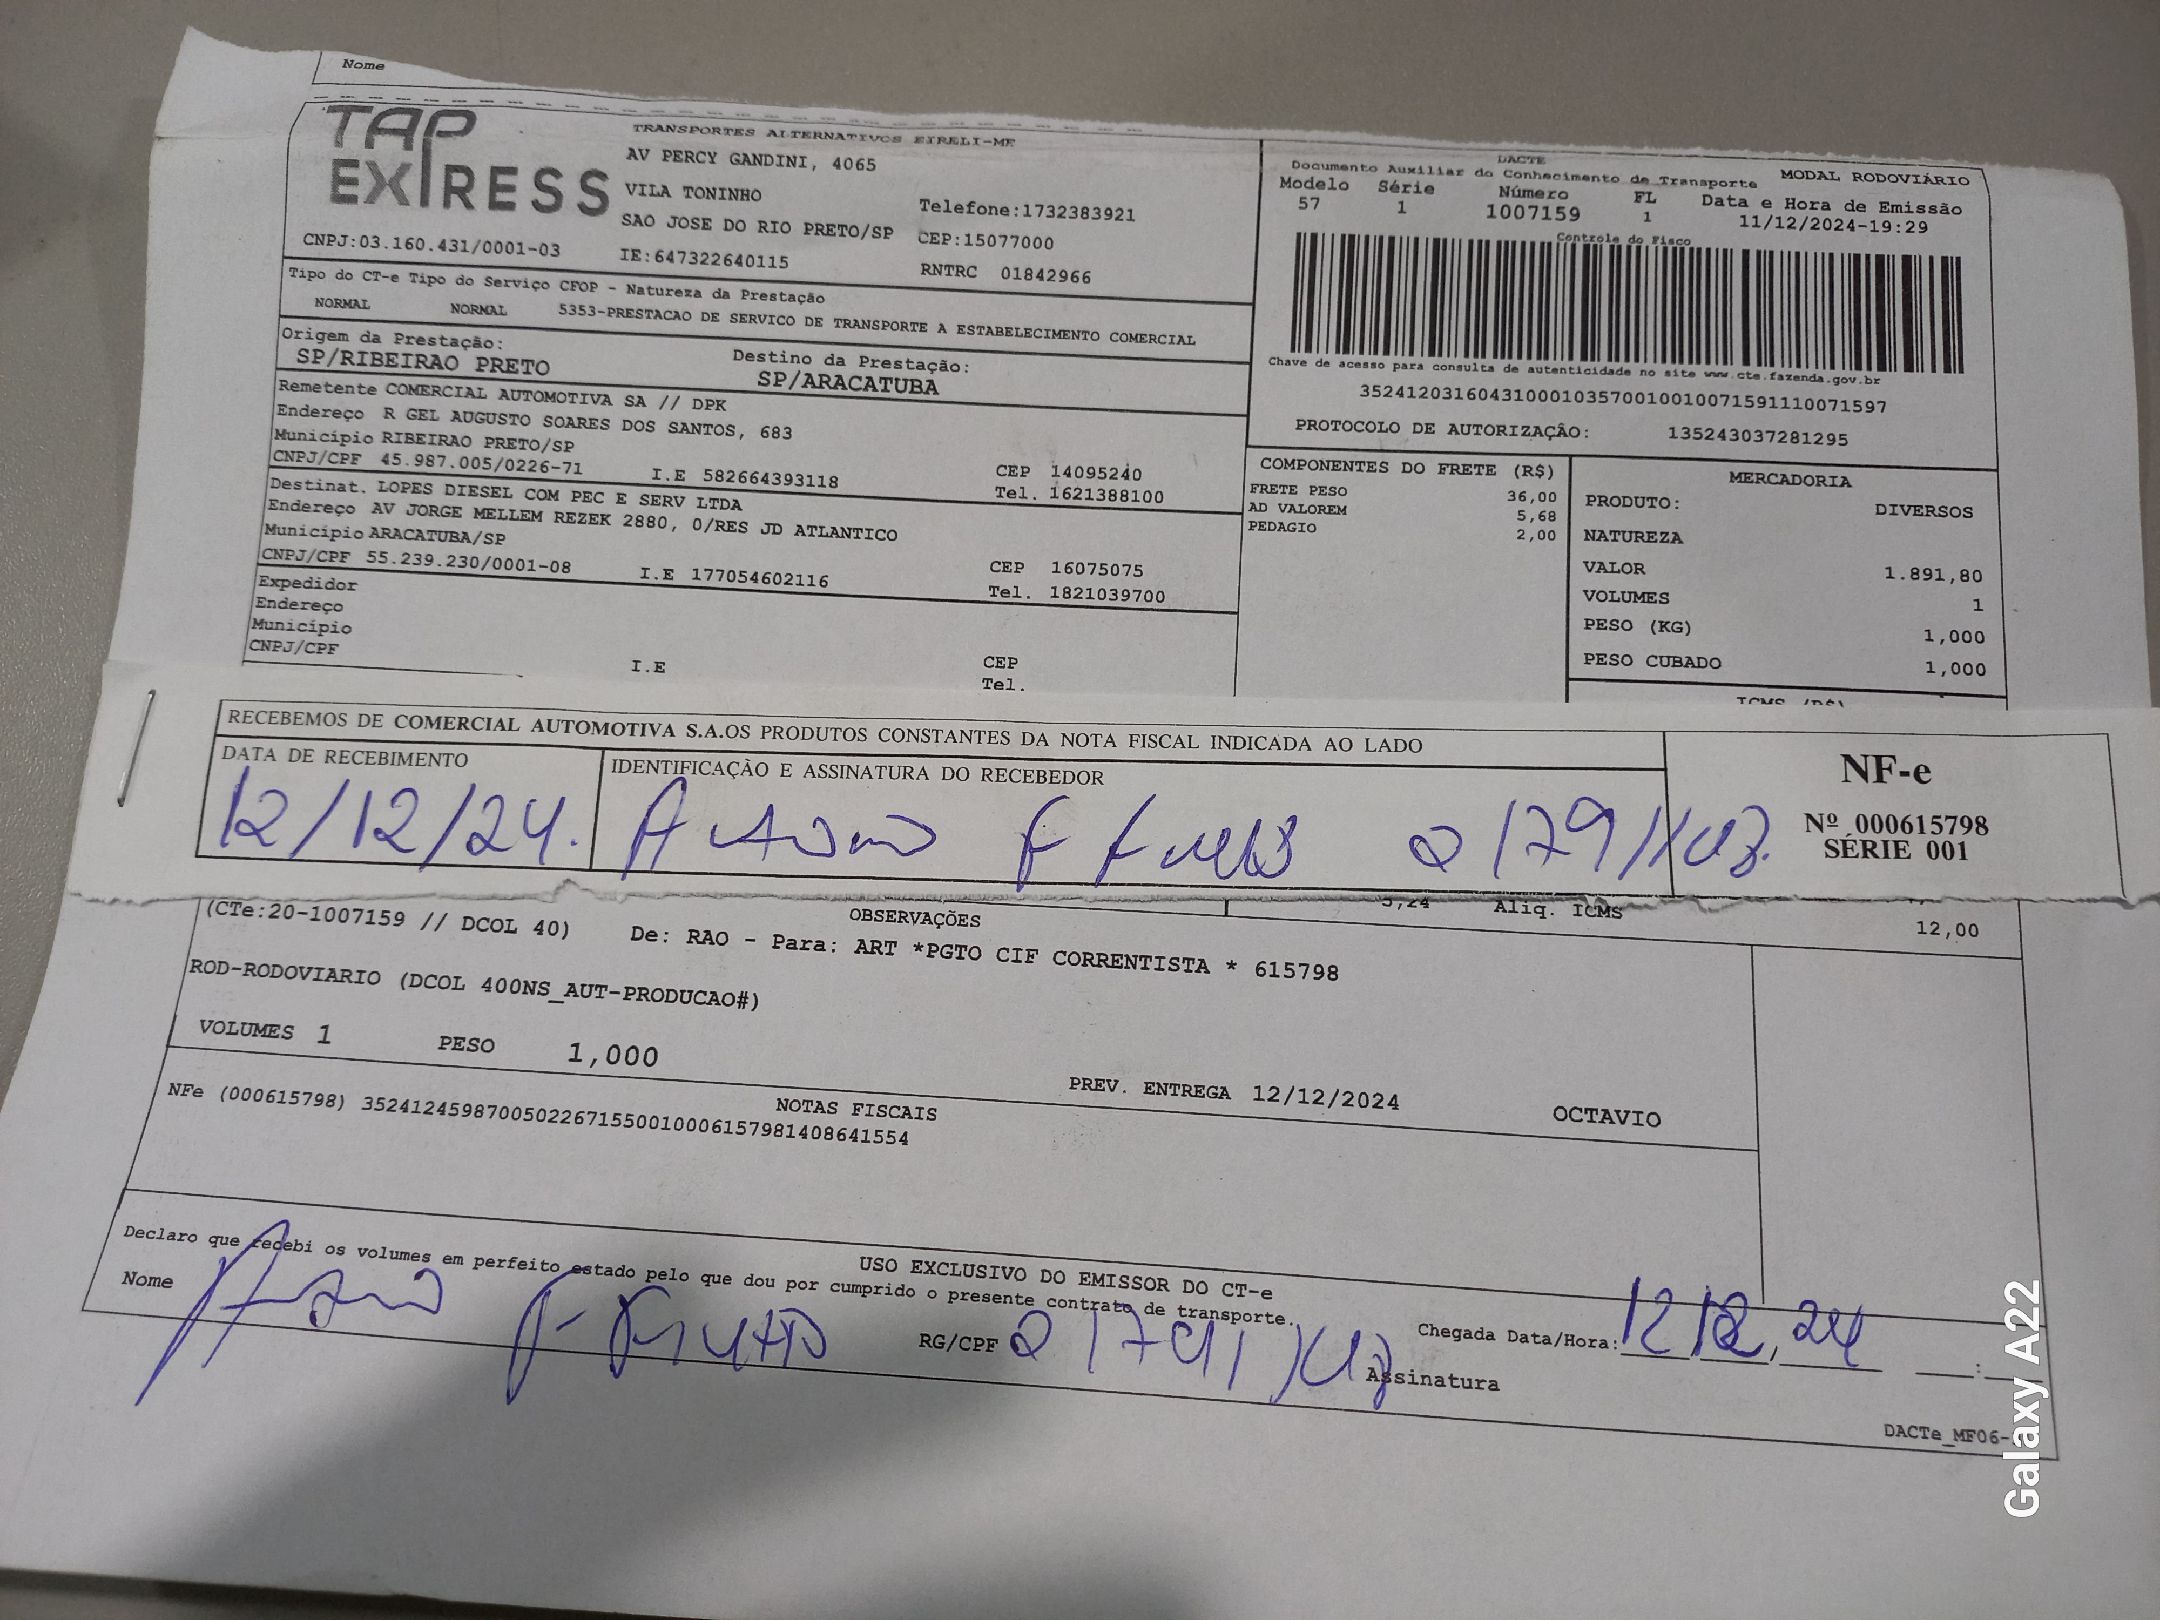 Nome
TAP
EXPRESS
TRANSPORTES ALTERNATIVOS EIRELI-ME
AV PERCY GANDINI, 4065
VILA TONINHO
Telefone:1732383921
SAO JOSE DO RIO PRETO/SP CEP:15077000
CNPJ:03.160.431/0001-03 IE:647322640115 RNTRC 01842966
DACTE MODAL RODOVIÁRIO
Documento Auxiliar do Conhecimento de Transporte
Modelo Série Número FL Data e Hora de Emissão
57 1 1007159 1 11/12/2024-19:29
Controle do Fisco
Chave de acesso para consulta de autenticidade no site www.cte.fazenda.gov.br
35241203160431000103570010010071591110071597
PROTOCOLO DE AUTORIZAÇÂO: 135243037281295
Tipo do CT-e Tipo do Serviço CFOP - Natureza da Prestação
NORMAL NORMAL 5353-PRESTACAO DE SERVICO DE TRANSPORTE A ESTABELECIMENTO COMERCIAL
Origem da Prestação: Destino da Prestação:
SP/RIBEIRAO PRETO SP/ARACATUBA
Remetente COMERCIAL AUTOMOTIVA SA // DPK
Endereço R GEL AUGUSTO SOARES DOS SANTOS, 683
Município RIBEIRAO PRETO/SP CEP 14095240
CNPJ/CPF 45.987.005/0226-71 I.E 582664393118 Tel. 1621388100
Destinat. LOPES DIESEL COM PEC E SERV LTDA
Endereço AV JORGE MELLEM REZEK 2880, 0/RES JD ATLANTICO
Município ARACATUBA/SP CEP 16075075
CNPJ/CPF 55.239.230/0001-08 I.E 177054602116 Tel. 1821039700
Expedidor
Endereço
Município CEP
CNPJ/CPF I.E Tel.
COMPONENTES DO FRETE (R$)
FRETE PESO 36,00
AD VALOREM 5,68
PEDAGIO 2,00
MERCADORIA
PRODUTO: DIVERSOS
NATUREZA
VALOR 1.891,80
VOLUMES 1
PESO (KG) 1,000
PESO CUBADO 1,000
ICMS (R$)
RECEBEMOS DE COMERCIAL AUTOMOTIVA S.A.OS PRODUTOS CONSTANTES DA NOTA FISCAL INDICADA AO LADO
DATA DE RECEBIMENTO IDENTIFICAÇÃO E ASSINATURA DO RECEBEDOR
12/12/24.
NF-e
Nº 000615798
SÉRIE 001
5,24 Aliq. ICMS 12,00
OBSERVAÇÕES
(CTe:20-1007159 // DCOL 40) De: RAO - Para: ART *PGTO CIF CORRENTISTA * 615798
ROD-RODOVIARIO (DCOL 400NS_AUT-PRODUCAO#)
VOLUMES 1 PESO 1,000 PREV. ENTREGA 12/12/2024 OCTAVIO
NOTAS FISCAIS
NFe (000615798) 35241245987005022671550010006157981408641554
USO EXCLUSIVO DO EMISSOR DO CT-e
Declaro que recebi os volumes em perfeito estado pelo que dou por cumprido o presente contrato de transporte.
Nome RG/CPF Assinatura Chegada Data/Hora: 12 12, 24 :
DACTe_MF06-
Galaxy A22